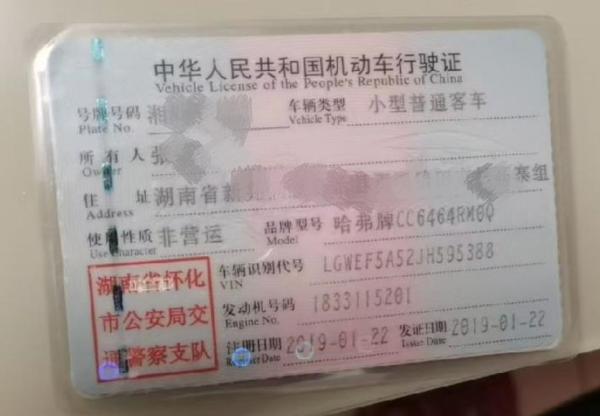 中华人民共和国机动车行驶证
Vehicle License of the People's Republic of China
号牌号码 湘 车辆类型 小型普通客车
Plate No. Vehicle Type
所有人 张
Owner
住址 湖南省新 寨组
Address
使用性质 非营运 品牌型号 哈弗牌CC6464RM0Q
Use Character Model
车辆识别代号 LGWEF5A52JH595388
VIN
发动机号码 1833115201
Engine No.
注册日期 2019-01-22 发证日期 2019-01-22
Register Date Issue Date
湖南省怀化
市公安局交
通警察支队